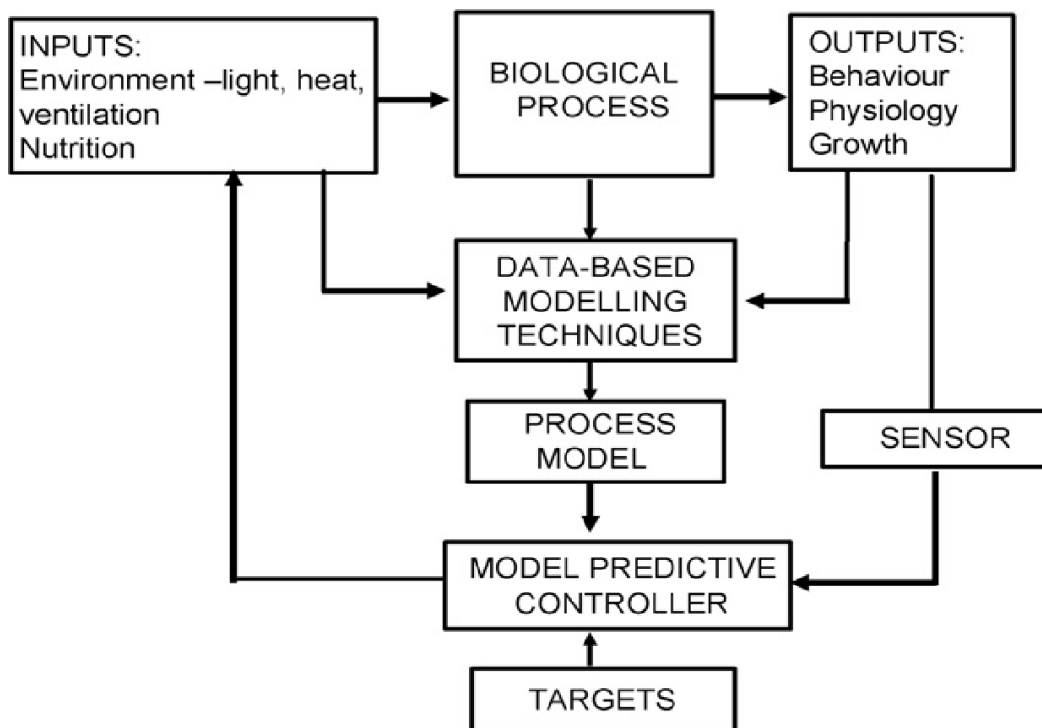 INPUTS:
Environment –light, heat,
ventilation
Nutrition
BIOLOGICAL
PROCESS
OUTPUTS:
Behaviour
Physiology
Growth
DATA-BASED
MODELLING
TECHNIQUES
PROCESS
MODEL
SENSOR
MODEL PREDICTIVE
CONTROLLER
TARGETS